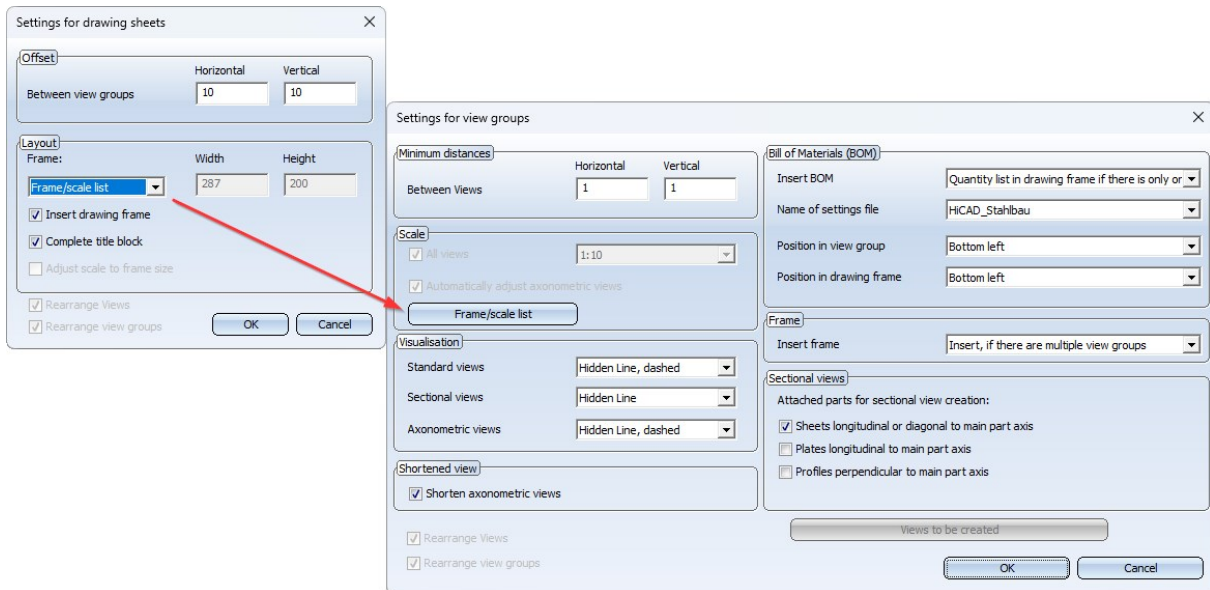 Settings for drawing sheets
Offset
Horizontal Vertical
Between view groups 10 10
Layout
Frame: Width Height
Frame/scale list 287 200
Insert drawing frame
Complete title block
Adjust scale to frame size
Rearrange Views
Rearrange view groups
OK Cancel
Settings for view groups
Minimum distances
Horizontal Vertical
Between Views 1 1
Scale
All views 1:10
Automatically adjust axonometric views
Frame/scale list
Visualisation
Standard views Hidden Line, dashed
Sectional views Hidden Line
Axonometric views Hidden Line, dashed
Shortened view
Shorten axonometric views
Rearrange Views
Rearrange view groups
Bill of Materials (BOM)
Insert BOM Quantity list in drawing frame if there is only or
Name of settings file HiCAD_Stahlbau
Position in view group Bottom left
Position in drawing frame Bottom left
Frame
Insert frame Insert, if there are multiple view groups
Sectional views
Attached parts for sectional view creation:
Sheets longitudinal or diagonal to main part axis
Plates longitudinal to main part axis
Profiles perpendicular to main part axis
Views to be created
OK Cancel